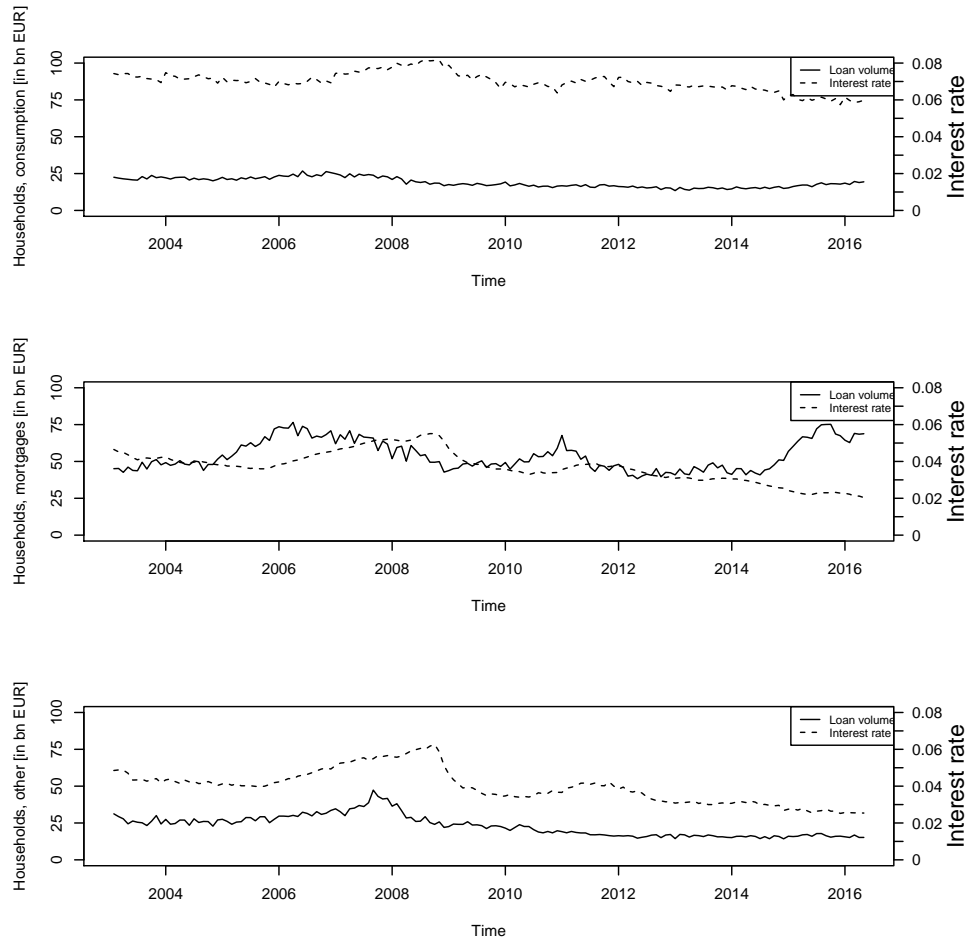 Households, consumption [in bn EUR]
100
75
50
25
0
Loan volume
Interest rate
0.08
0.06
0.04
0.02
0
Interest rate
2004 2006 2008 2010 2012 2014 2016
Time
Households, mortgages [in bn EUR]
100
75
50
25
0
Loan volume
Interest rate
0.08
0.06
0.04
0.02
0
Interest rate
2004 2006 2008 2010 2012 2014 2016
Time
Households, other [in bn EUR]
100
75
50
25
0
Loan volume
Interest rate
0.08
0.06
0.04
0.02
0
Interest rate
2004 2006 2008 2010 2012 2014 2016
Time